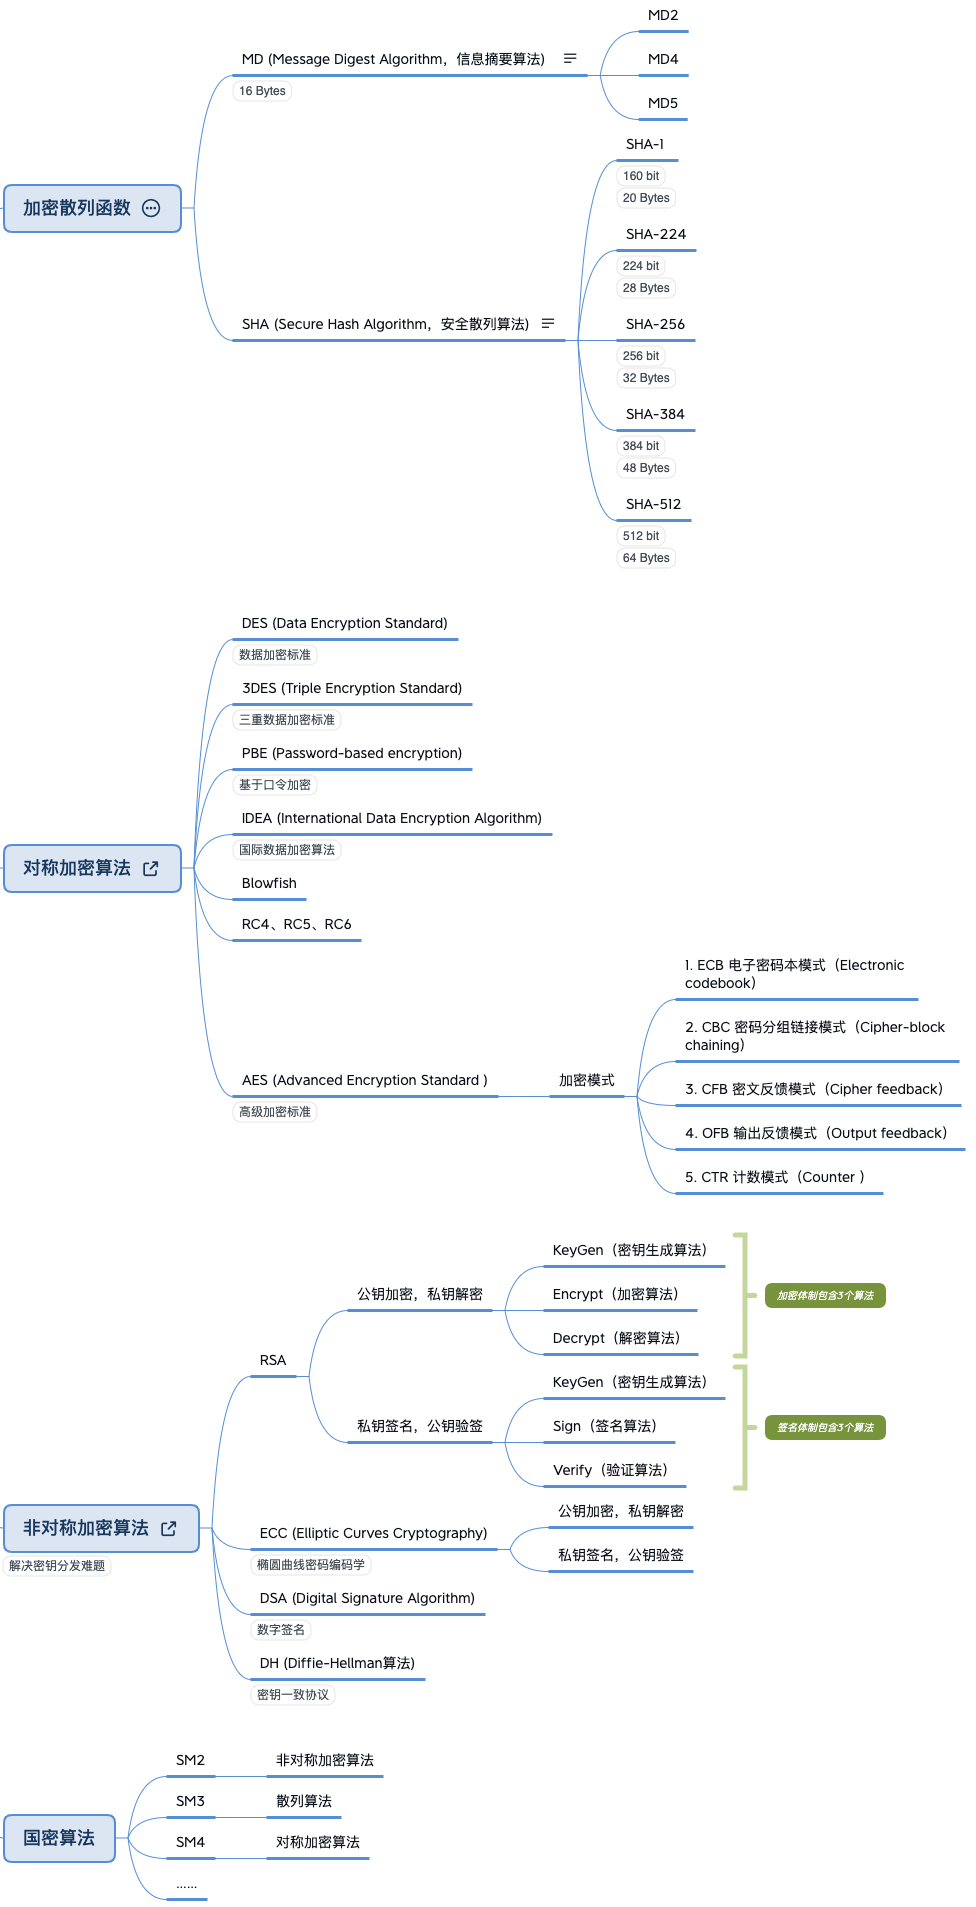 加密散列函数
MD (Message Digest Algorithm，信息摘要算法)
16 Bytes
MD2
MD4
MD5
SHA (Secure Hash Algorithm，安全散列算法)
SHA-1
160 bit
20 Bytes
SHA-224
224 bit
28 Bytes
SHA-256
256 bit
32 Bytes
SHA-384
384 bit
48 Bytes
SHA-512
512 bit
64 Bytes
对称加密算法
DES (Data Encryption Standard)
数据加密标准
3DES (Triple Encryption Standard)
三重数据加密标准
PBE (Password-based encryption)
基于口令加密
IDEA (International Data Encryption Algorithm)
国际数据加密算法
Blowfish
RC4、RC5、RC6
AES (Advanced Encryption Standard )
高级加密标准
加密模式
1. ECB 电子密码本模式（Electronic
codebook）
2. CBC 密码分组链接模式（Cipher-block
chaining）
3. CFB 密文反馈模式（Cipher feedback）
4. OFB 输出反馈模式（Output feedback）
5. CTR 计数模式（Counter ）
非对称加密算法
解决密钥分发难题
RSA
公钥加密，私钥解密
KeyGen（密钥生成算法）
Encrypt（加密算法）
Decrypt（解密算法）
加密体制包含3个算法
私钥签名，公钥验签
KeyGen（密钥生成算法）
Sign（签名算法）
Verify（验证算法）
签名体制包含3个算法
ECC (Elliptic Curves Cryptography)
椭圆曲线密码编码学
公钥加密，私钥解密
私钥签名，公钥验签
DSA (Digital Signature Algorithm)
数字签名
DH (Diffie-Hellman算法)
密钥一致协议
国密算法
SM2
非对称加密算法
SM3
散列算法
SM4
对称加密算法
......